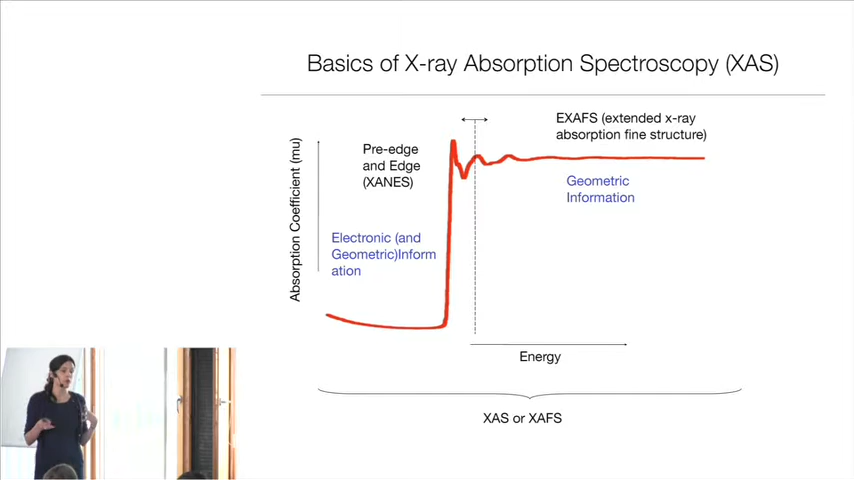 Basics of X-ray Absorption Spectroscopy (XAS)
EXAFS (extended x-ray
absorption fine structure)
Pre-edge
and Edge
(XANES)
Geometric
Information
Electronic (and
Geometric)Inform
ation
Absorption Coefficient (mu)
Energy
XAS or XAFS